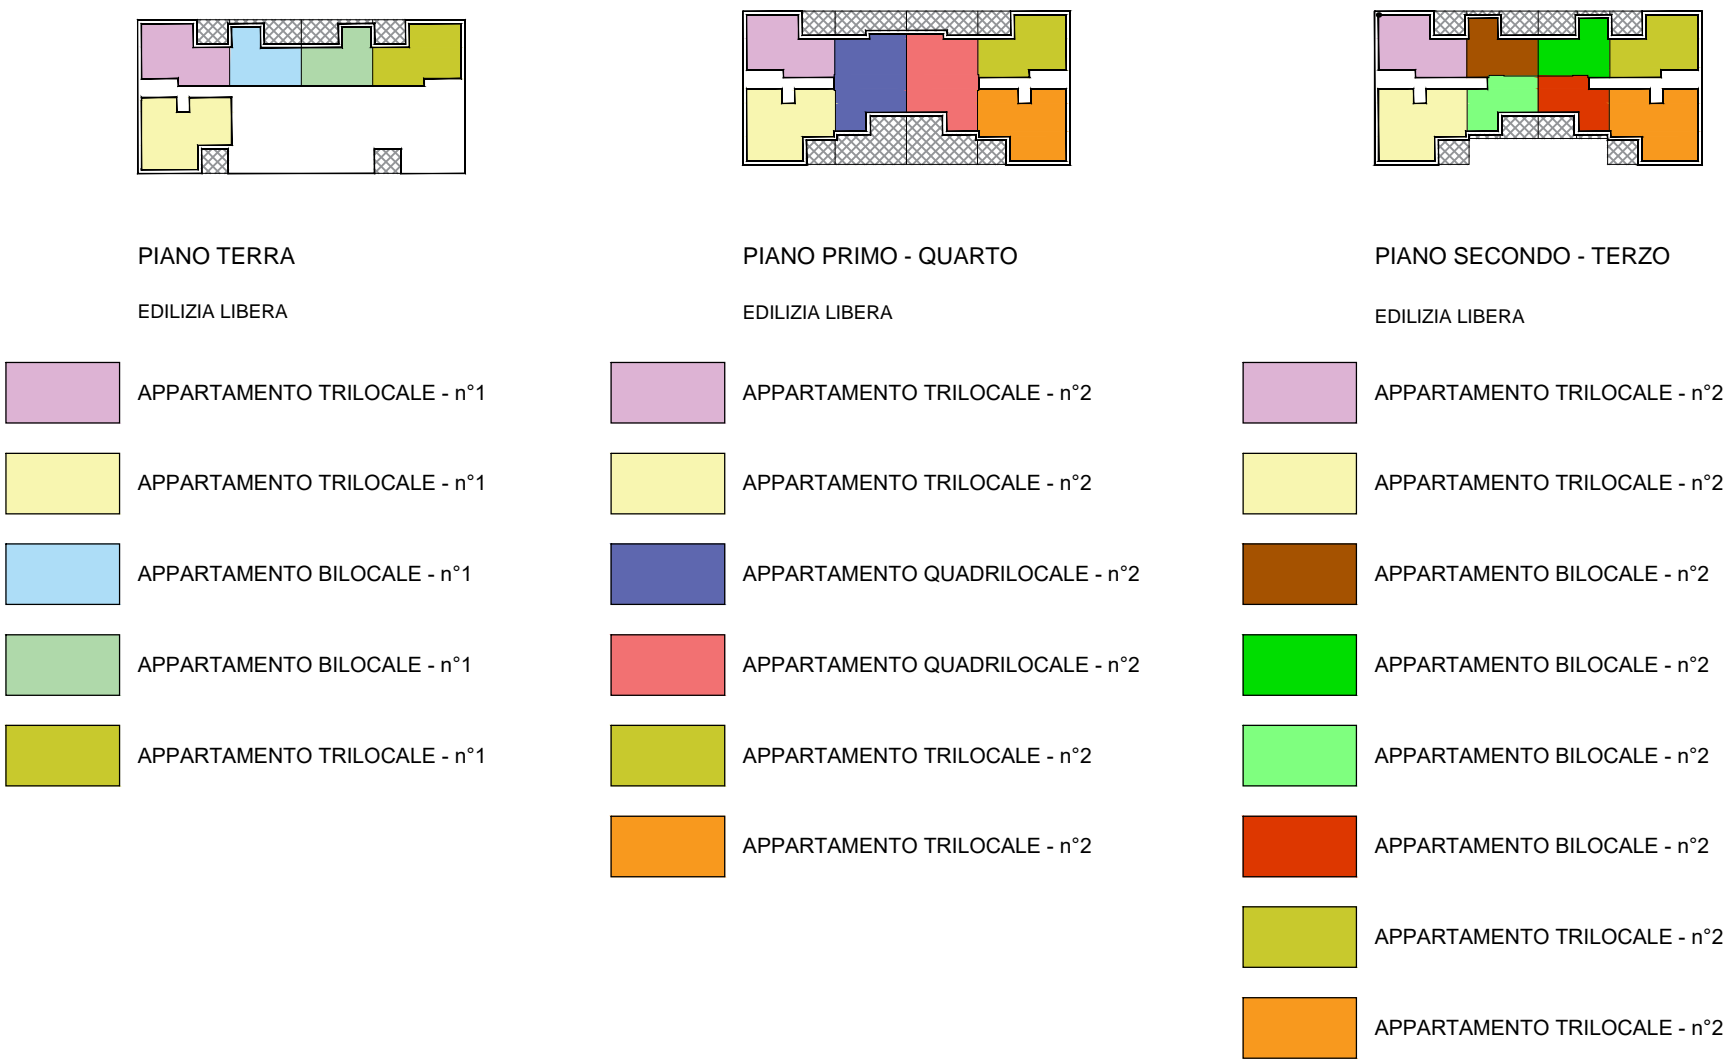 PIANO TERRA
EDILIZIA LIBERA
APPARTAMENTO TRILOCALE - n°1
APPARTAMENTO TRILOCALE - n°1
APPARTAMENTO BILOCALE - n°1
APPARTAMENTO BILOCALE - n°1
APPARTAMENTO TRILOCALE - n°1
PIANO PRIMO - QUARTO
EDILIZIA LIBERA
APPARTAMENTO TRILOCALE - n°2
APPARTAMENTO TRILOCALE - n°2
APPARTAMENTO QUADRILOCALE - n°2
APPARTAMENTO QUADRILOCALE - n°2
APPARTAMENTO TRILOCALE - n°2
APPARTAMENTO TRILOCALE - n°2
PIANO SECONDO - TERZO
EDILIZIA LIBERA
APPARTAMENTO TRILOCALE - n°2
APPARTAMENTO TRILOCALE - n°2
APPARTAMENTO BILOCALE - n°2
APPARTAMENTO BILOCALE - n°2
APPARTAMENTO BILOCALE - n°2
APPARTAMENTO BILOCALE - n°2
APPARTAMENTO TRILOCALE - n°2
APPARTAMENTO TRILOCALE - n°2